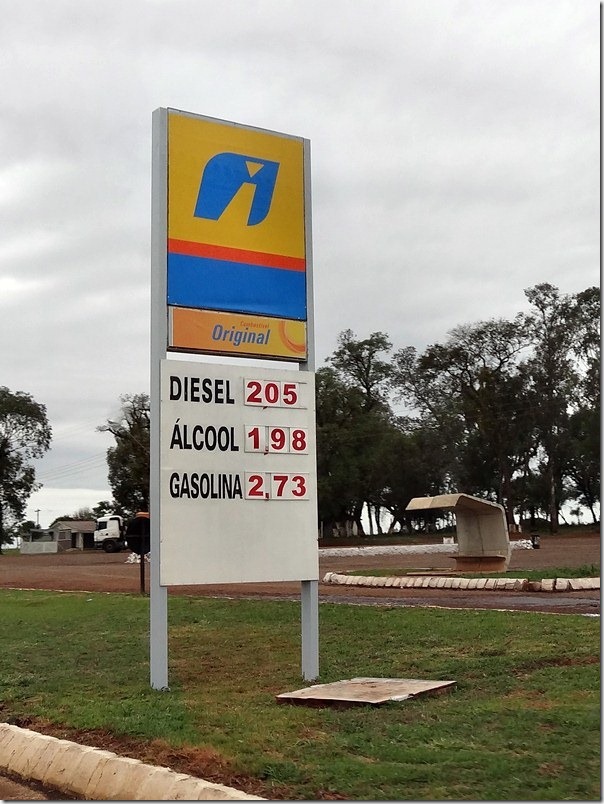 Combustível
Original
DIESEL 205
ÁLCOOL 1,98
GASOLINA 2,73